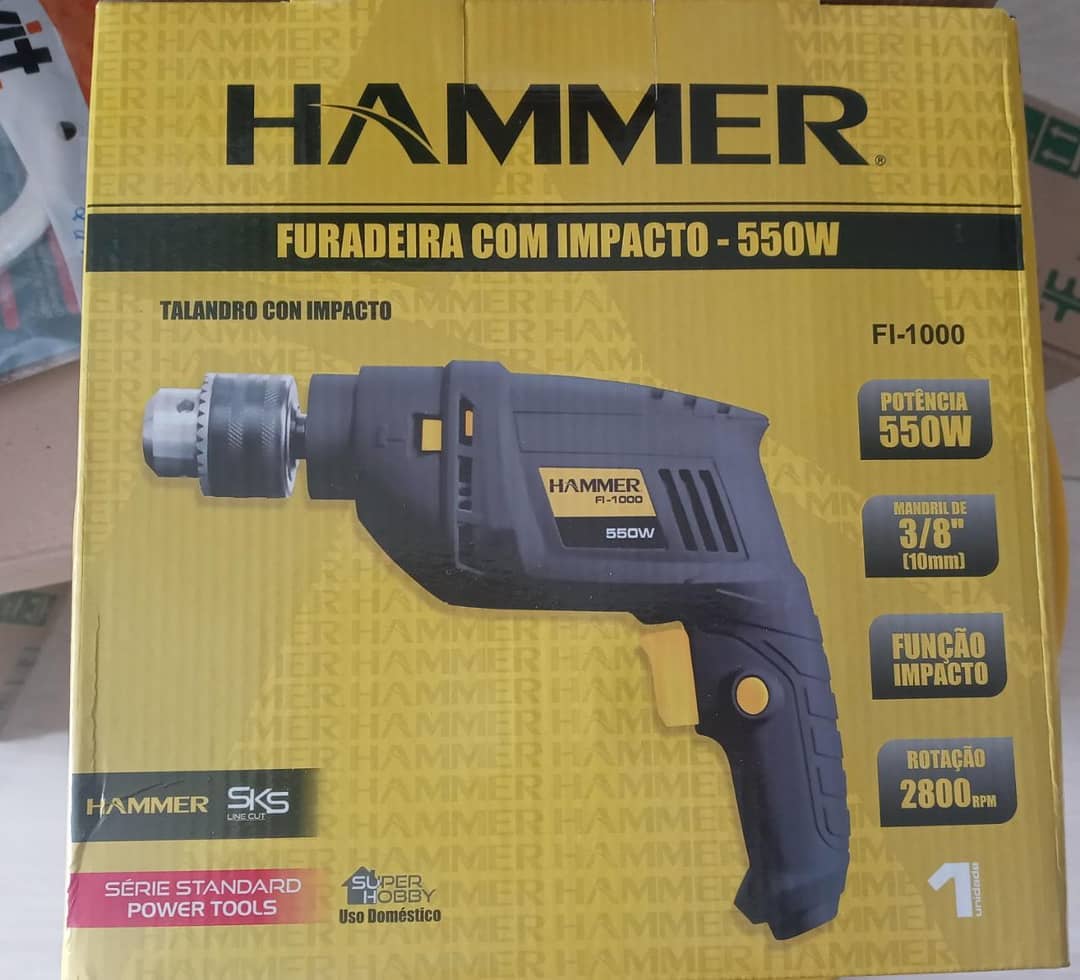 HAMMER®
FURADEIRA COM IMPACTO - 550W
TALANDRO CON IMPACTO
FI-1000
POTÊNCIA
550W
MANDRIL DE
3/8"
(10mm)
HAMMER
FI-1000
550W
FUNÇÃO
IMPACTO
ROTAÇÃO
2800RPM
HAMMER SKS
LINE CUT
SÉRIE STANDARD
POWER TOOLS
SUPER
HOBBY
Uso Doméstico
1 unidade